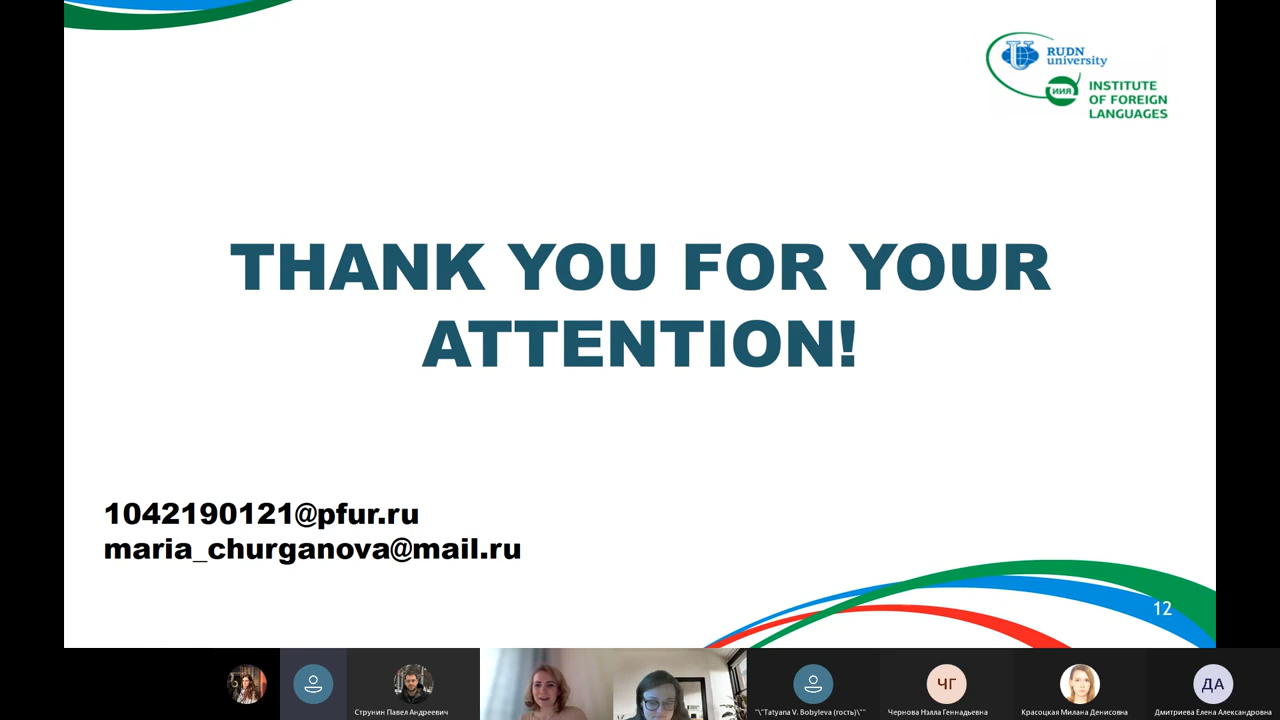 RUDN
university
ИИЯ
INSTITUTE
OF FOREIGN
LANGUAGES
THANK YOU FOR YOUR
ATTENTION!
1042190121@pfur.ru
maria_churganova@mail.ru
12
Струнин Павел Андреевич
"\"Tatyana V. Bobyleva (гость)\""
ЧГ
Чернова Нэлла Геннадьевна
Красоцкая Милана Денисовна
ДА
Дмитриева Елена Александровна